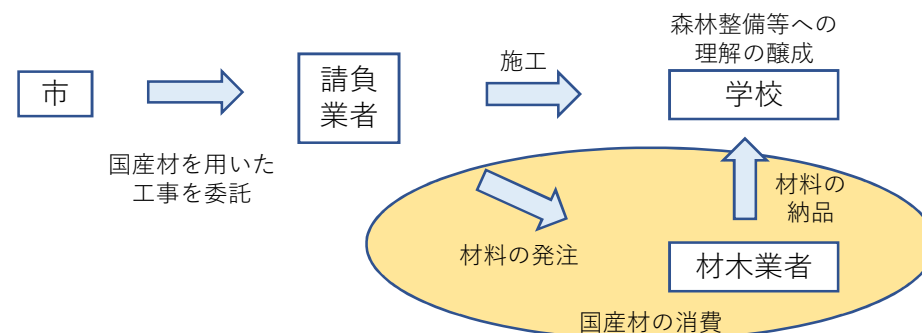 森林整備等への
理解の醸成
市
請負
業者
施工
学校
国産材を用いた
工事を委託
材料の
納品
材料の発注
材木業者
国産材の消費